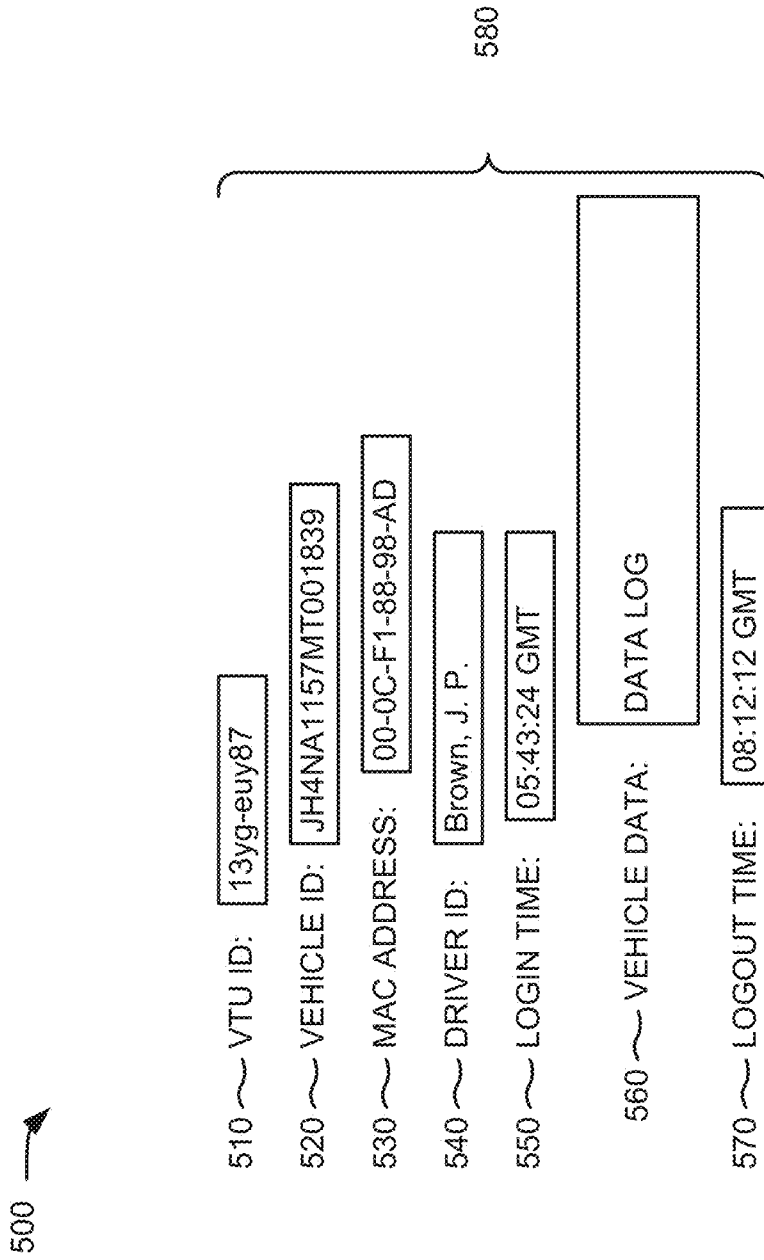 500
510 VTU ID: 13yg-euy87
520 VEHICLE ID: JH4NA1157MT001839
530 MAC ADDRESS: 00-0C-F1-88-98-AD
540 DRIVER ID: Brown, J. P.
550 LOGIN TIME: 05:43:24 GMT
560 VEHICLE DATA: DATA LOG
570 LOGOUT TIME: 08:12:12 GMT
580